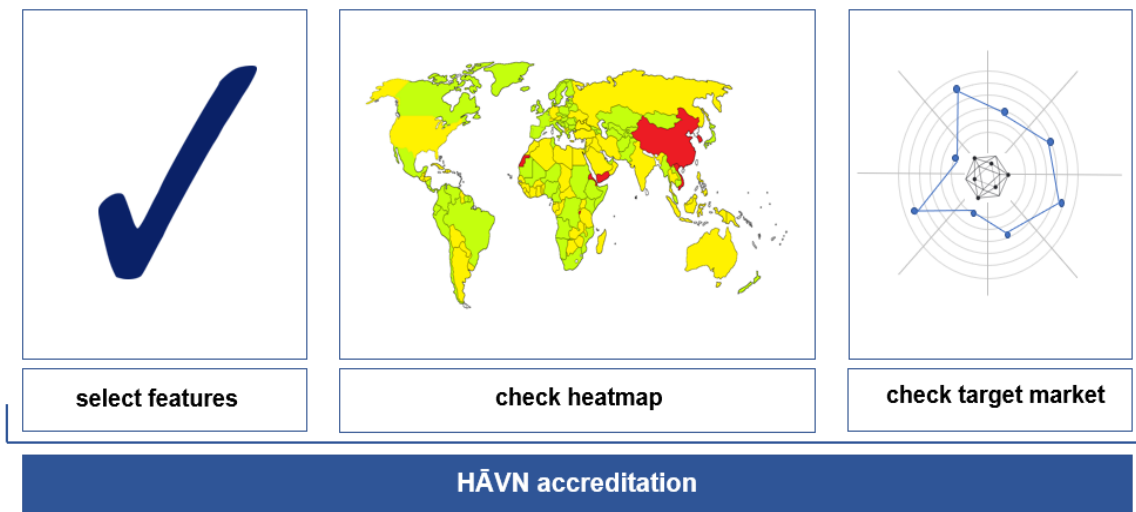 select features
check heatmap
check target market
HĀVN accreditation